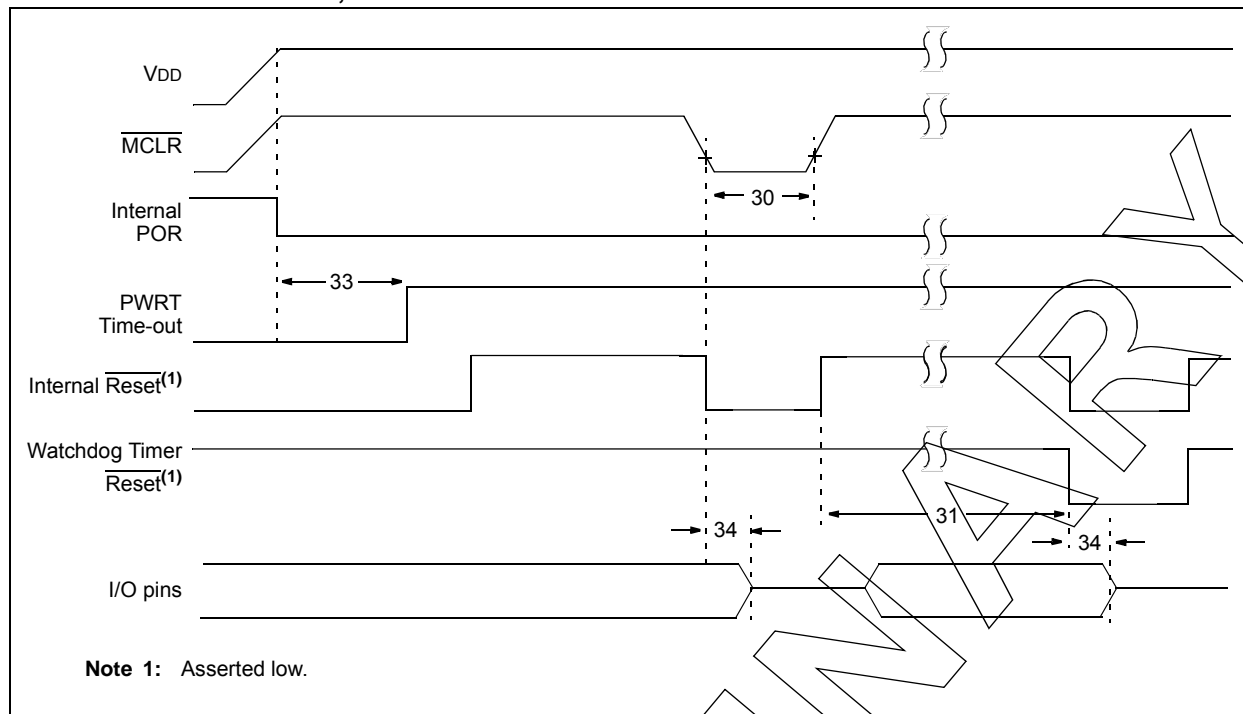 VDD
MCLR
Internal
POR
30
33
PWRT
Time-out
Internal Reset(1)
Watchdog Timer
Reset(1)
31
34
34
I/O pins
Note 1: Asserted low.